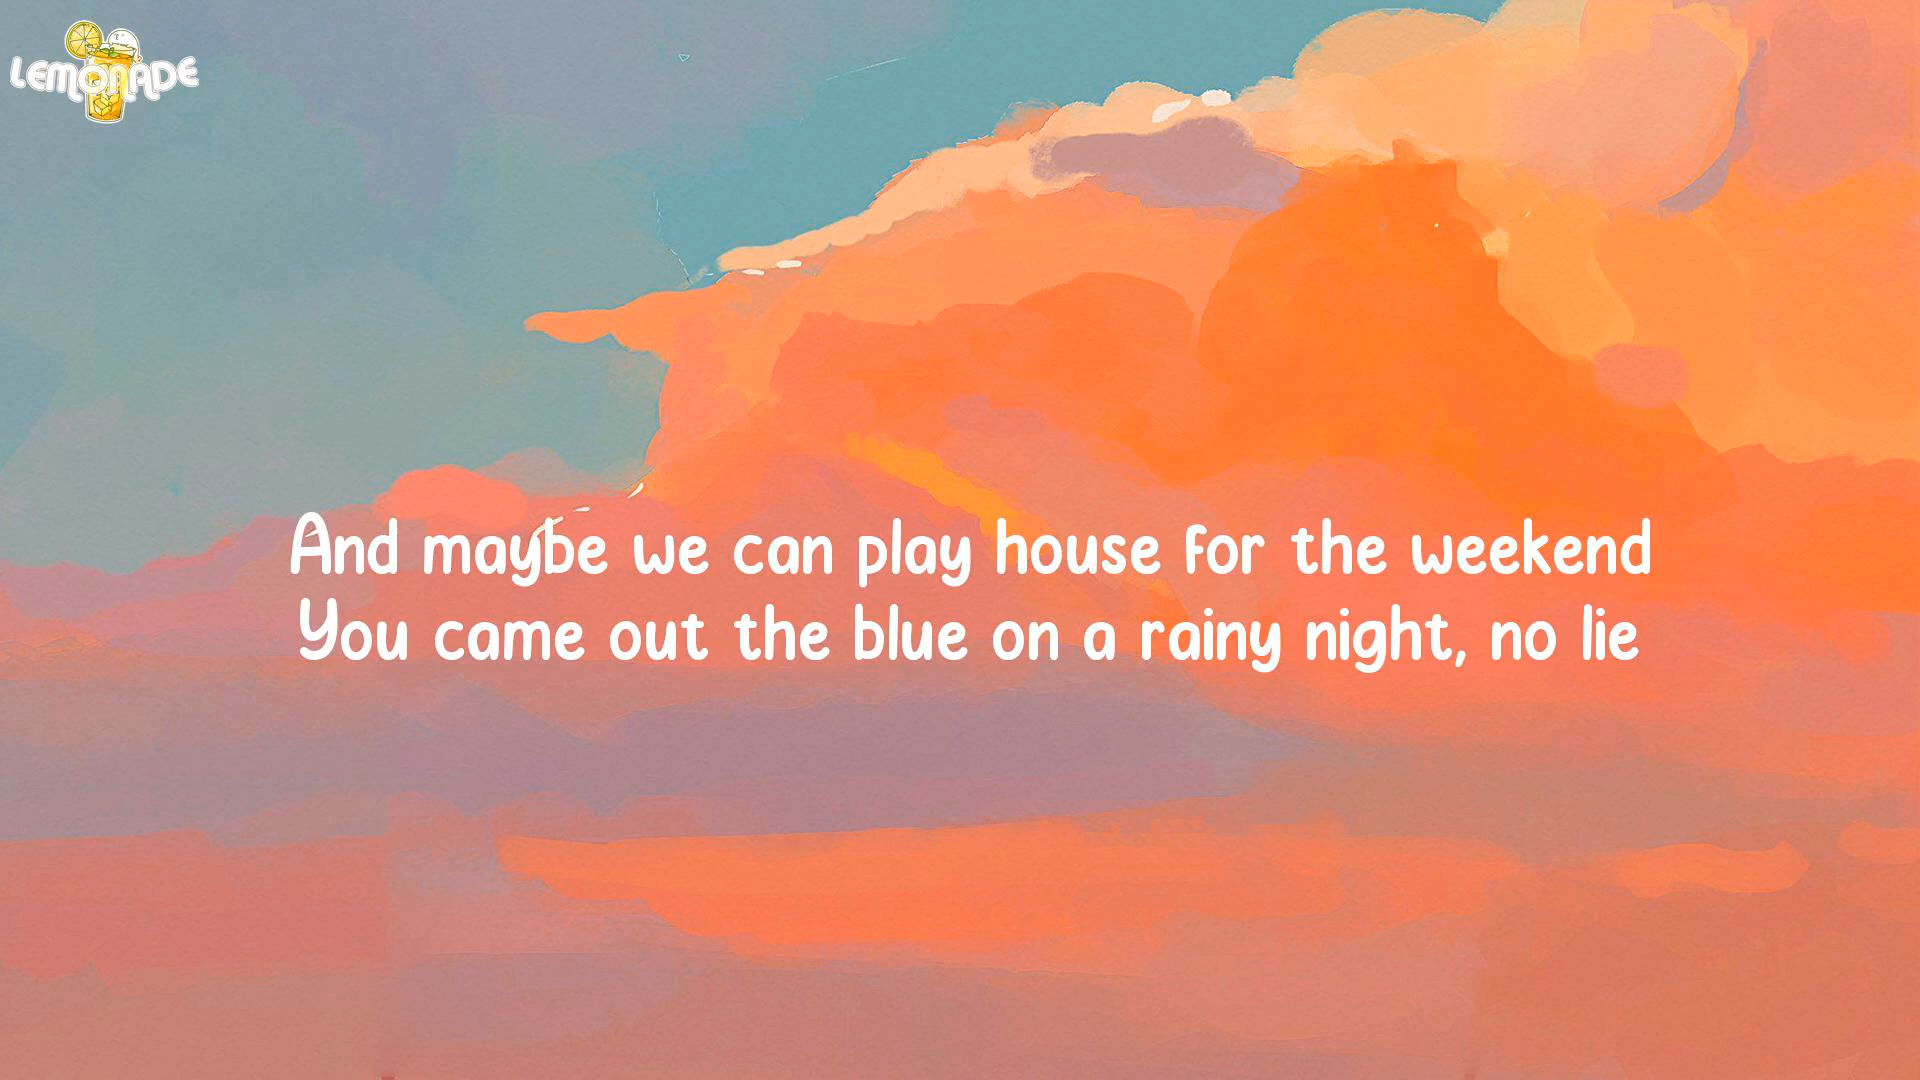 LEMONADE
And maybe we can play house for the weekend
You came out the blue on a rainy night, no lie